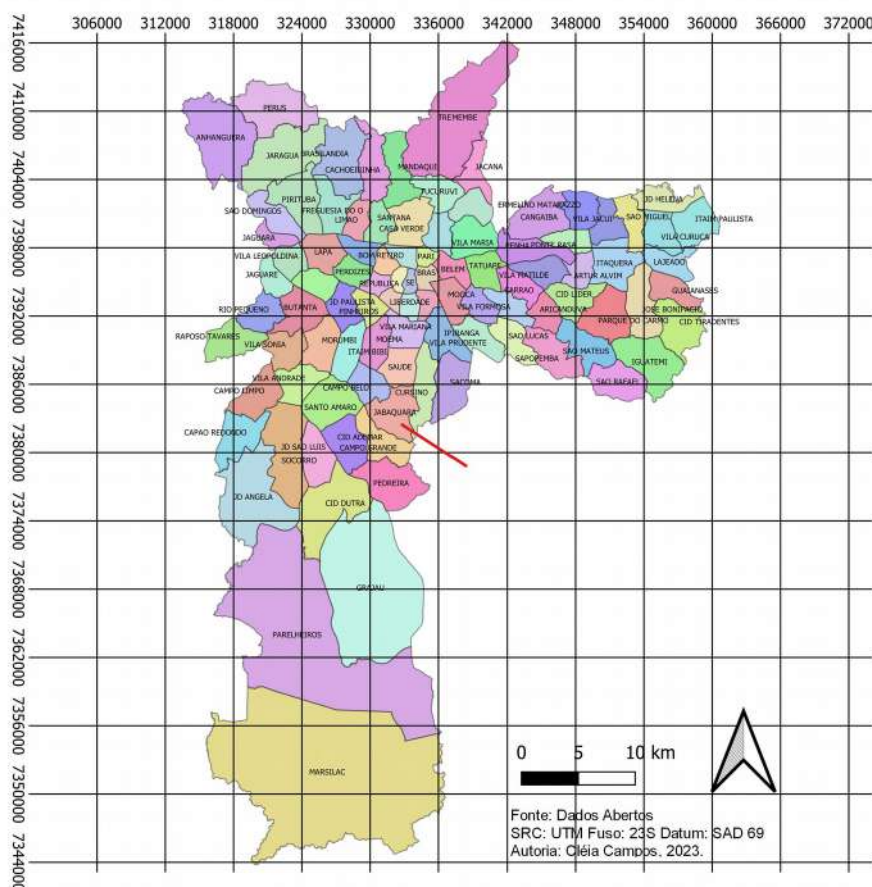 306000 312000 318000 324000 330000 336000 342000 348000 354000 360000 366000 372000
7416000
7410000
7404000
7398000
7392000
7386000
7380000
7374000
7368000
7362000
7356000
7350000
7344000
PERUS
TREMEMBE
ANHANGUERA
JARAGUA
BRASILANDIA
CACHOEIRINHA
MANDAQUI
JACANA
PIRITUBA
TUCURUVI
SAO DOMINGOS
FREGUESIA DO O
LIMAO
SANTANA
CASA VERDE
ERMELINO MATARAZZO
CANGAIBA
VILA JACUI
SAO MIGUEL
JD HELENA
ITAIM PAULISTA
VILA CURUCA
JAGUARA
VILA LEOPOLDINA
LAPA
BOM RETIRO
PARI
VILA MARIA
PENHA
PONTE RASA
ITAQUERA
LAJEADO
JAGUARE
PERDIZES
REPUBLICA
SE
BRAS
BELEM
TATUAPE
VILA MATILDE
ARTUR ALVIM
GUAIANASES
RIO PEQUENO
BUTANTA
JD PAULISTA
PINHEIROS
LIBERDADE
MOOCA
VILA FORMOSA
CARRAO
ARICANDUVA
CID LIDER
PARQUE DO CARMO
JOSE BONIFACIO
CID TIRADENTES
RAPOSO TAVARES
VILA SONIA
MORUMBI
ITAIM BIBI
VILA MARIANA
MOEMA
IPIRANGA
VILA PRUDENTE
SAO LUCAS
SAPOPEMBA
SAO MATEUS
IGUATEMI
SAO RAFAEL
VILA ANDRADE
CAMPO LIMPO
SAUDE
CAMPO BELO
CURSINO
SACOMA
SANTO AMARO
JABAQUARA
CAPAO REDONDO
CID ADEMAR
CAMPO GRANDE
JD SAO LUIS
SOCORRO
JD ANGELA
PEDREIRA
CID DUTRA
GRAJAU
PARELHEIROS
MARSILAC
0 5 10 km
Fonte: Dados Abertos
SRC: UTM Fuso: 23S Datum: SAD 69
Autoria: Cléia Campos, 2023.